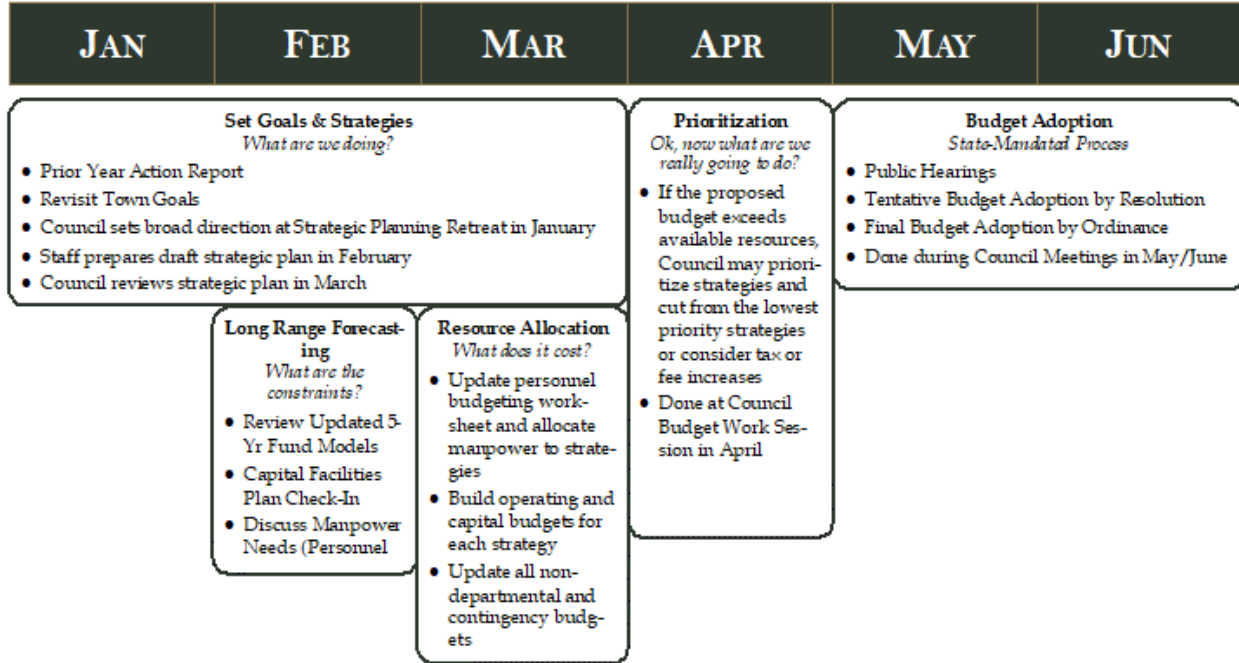 JAN FEB MAR APR MAY JUN
Set Goals & Strategies
What are we doing?
• Prior Year Action Report
• Revisit Town Goals
• Council sets broad direction at Strategic Planning Retreat in January
• Staff prepares draft strategic plan in February
• Council reviews strategic plan in March
Long Range Forecast-
ing
What are the
constraints?
• Review Updated 5-
Yr Fund Models
• Capital Facilities
Plan Check-In
• Discuss Manpower
Needs (Personnel
Resource Allocation
What does it cost?
• Update personnel
budgeting work-
sheet and allocate
manpower to strate-
gies
• Build operating and
capital budgets for
each strategy
• Update all non-
departmental and
contingency budg-
ets
Prioritization
Ok, now what are we
really going to do?
• If the proposed
budget exceeds
available resources,
Council may priori-
tize strategies and
cut from the lowest
priority strategies
or consider tax or
fee increases
• Done at Council
Budget Work Ses-
sion in April
Budget Adoption
State-Mandated Process
• Public Hearings
• Tentative Budget Adoption by Resolution
• Final Budget Adoption by Ordinance
• Done during Council Meetings in May/June